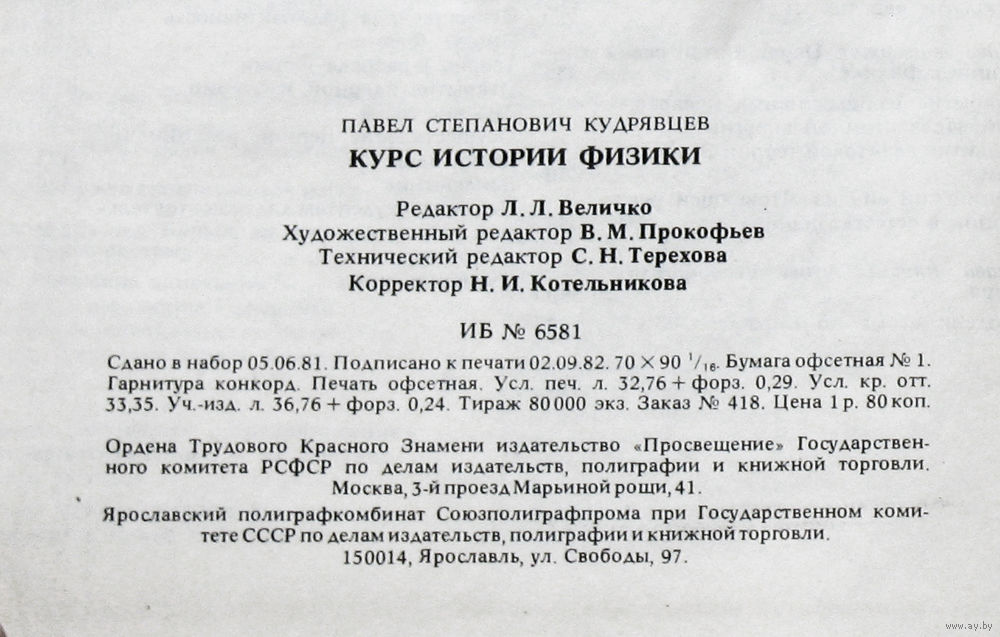 ПАВЕЛ СТЕПАНОВИЧ КУДРЯВЦЕВ
КУРС ИСТОРИИ ФИЗИКИ
Редактор Л. Л. Величко
Художественный редактор В. М. Прокофьев
Технический редактор С. Н. Терехова
Корректор Н. И. Котельникова
ИБ № 6581
Сдано в набор 05.06.81. Подписано к печати 02.09.82. 70 × 90 1/16. Бумага офсетная № 1.
Гарнитура конкорд. Печать офсетная. Усл. печ. л. 32,76 + форз. 0,29. Усл. кр. отт.
33,35. Уч.-изд. л. 36,76 + форз. 0,24. Тираж 80 000 экз. Заказ № 418. Цена 1 р. 80 коп.
Ордена Трудового Красного Знамени издательство «Просвещение» Государствен-
ного комитета РСФСР по делам издательств, полиграфии и книжной торговли.
Москва, 3-й проезд Марьиной рощи, 41.
Ярославский полиграфкомбинат Союзполиграфпрома при Государственном коми-
тете СССР по делам издательств, полиграфии и книжной торговли.
150014, Ярославль, ул. Свободы, 97.
www.ay.by